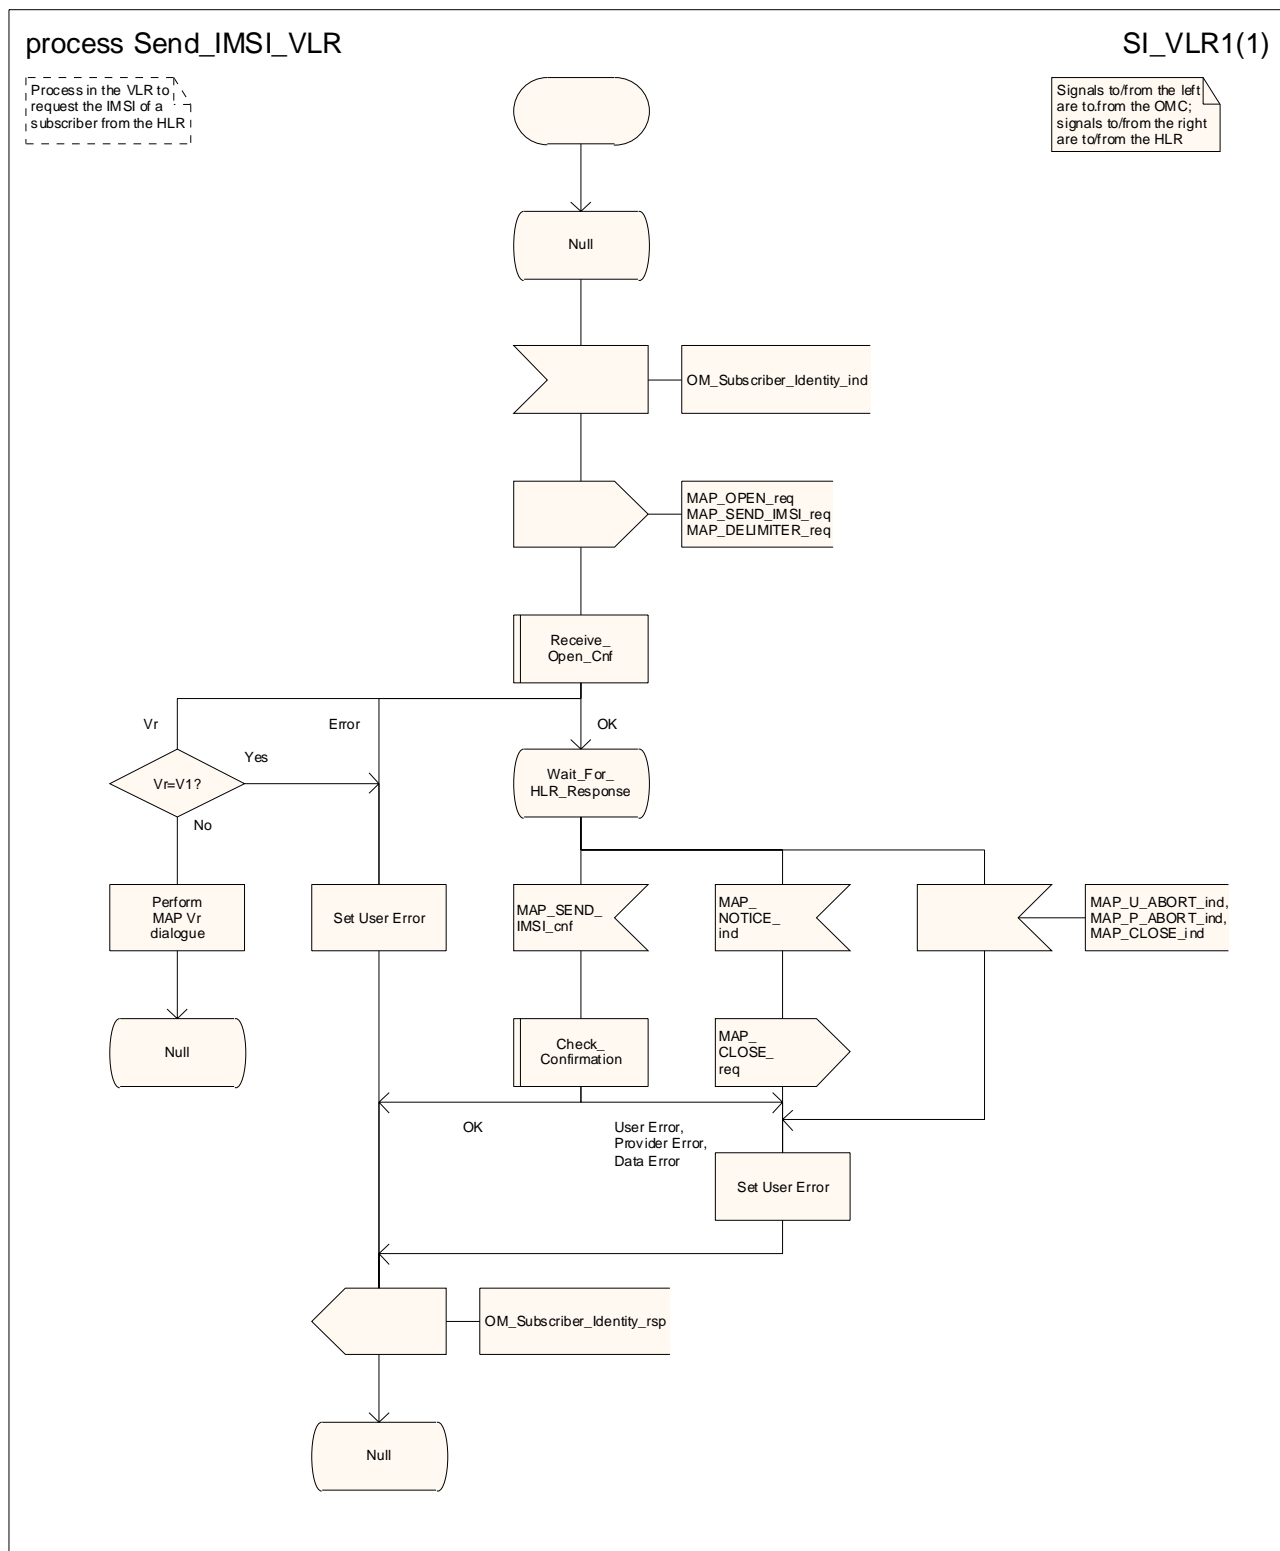 process Send_IMSI_VLR
SI_VLR1(1)
Process in the VLR to
request the IMSI of a
subscriber from the HLR
Signals to/from the left
are to.from the OMC;
signals to/from the right
are to/from the HLR
Null
OM_Subscriber_Identity_ind
MAP_OPEN_req
MAP_SEND_IMSI_req
MAP_DELIMITER_req
Receive_
Open_Cnf
Vr
Error
OK
Yes
Vr=V1?
Wait_For_
HLR_Response
No
Perform
MAP Vr
dialogue
Set User Error
MAP_SEND_
IMSI_cnf
MAP_
NOTICE_
ind
MAP_U_ABORT_ind,
MAP_P_ABORT_ind,
MAP_CLOSE_ind
Null
Check_
Confirmation
MAP_
CLOSE_
req
OK
User Error,
Provider Error,
Data Error
Set User Error
OM_Subscriber_Identity_rsp
Null